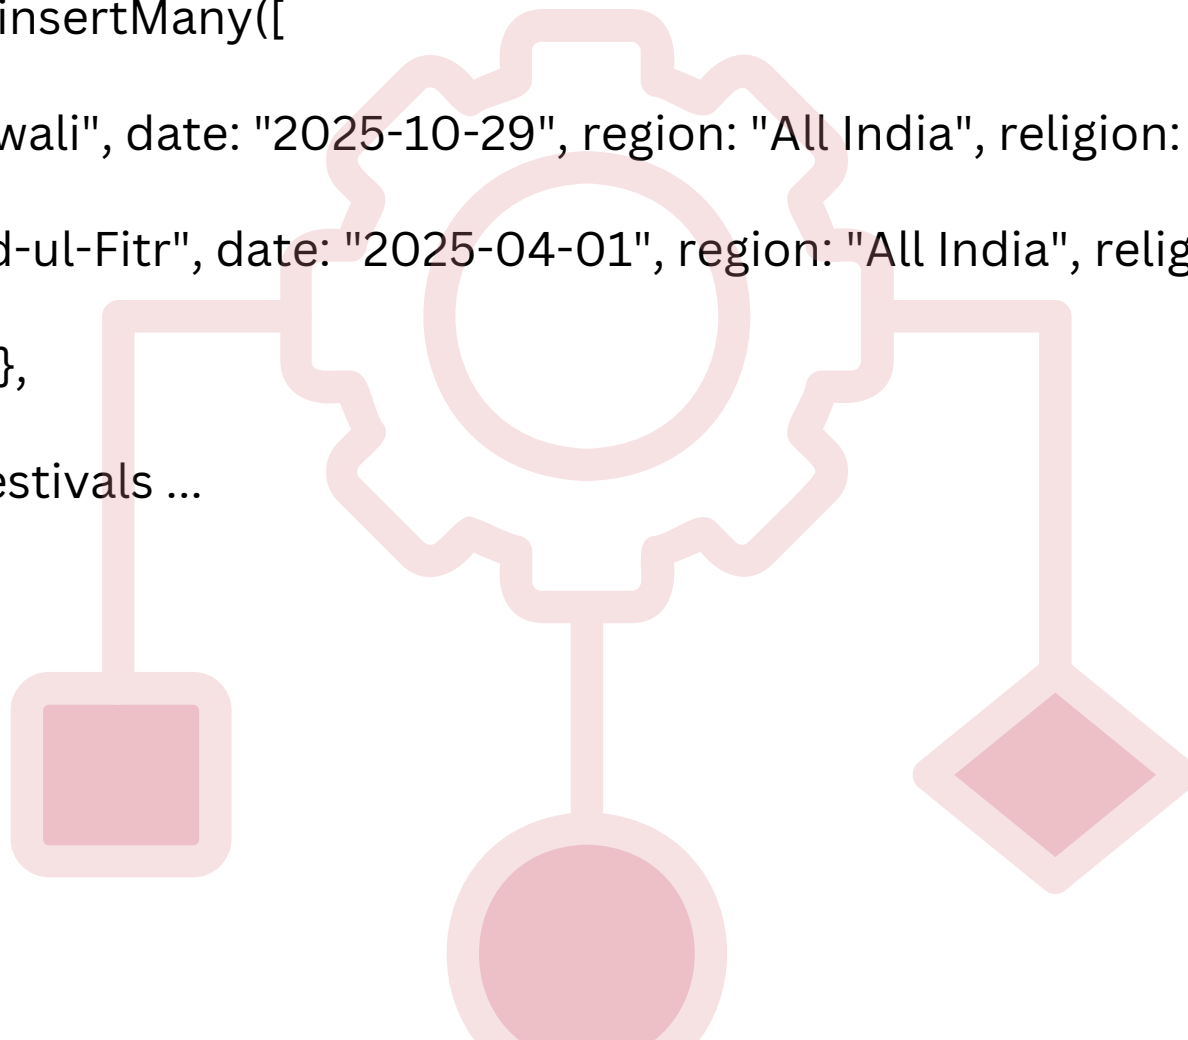 insertMany([
wali", date: "2025-10-29", region: "All India", religion:
d-ul-Fitr", date: "2025-04-01", region: "All India", relig
},
estivals ...